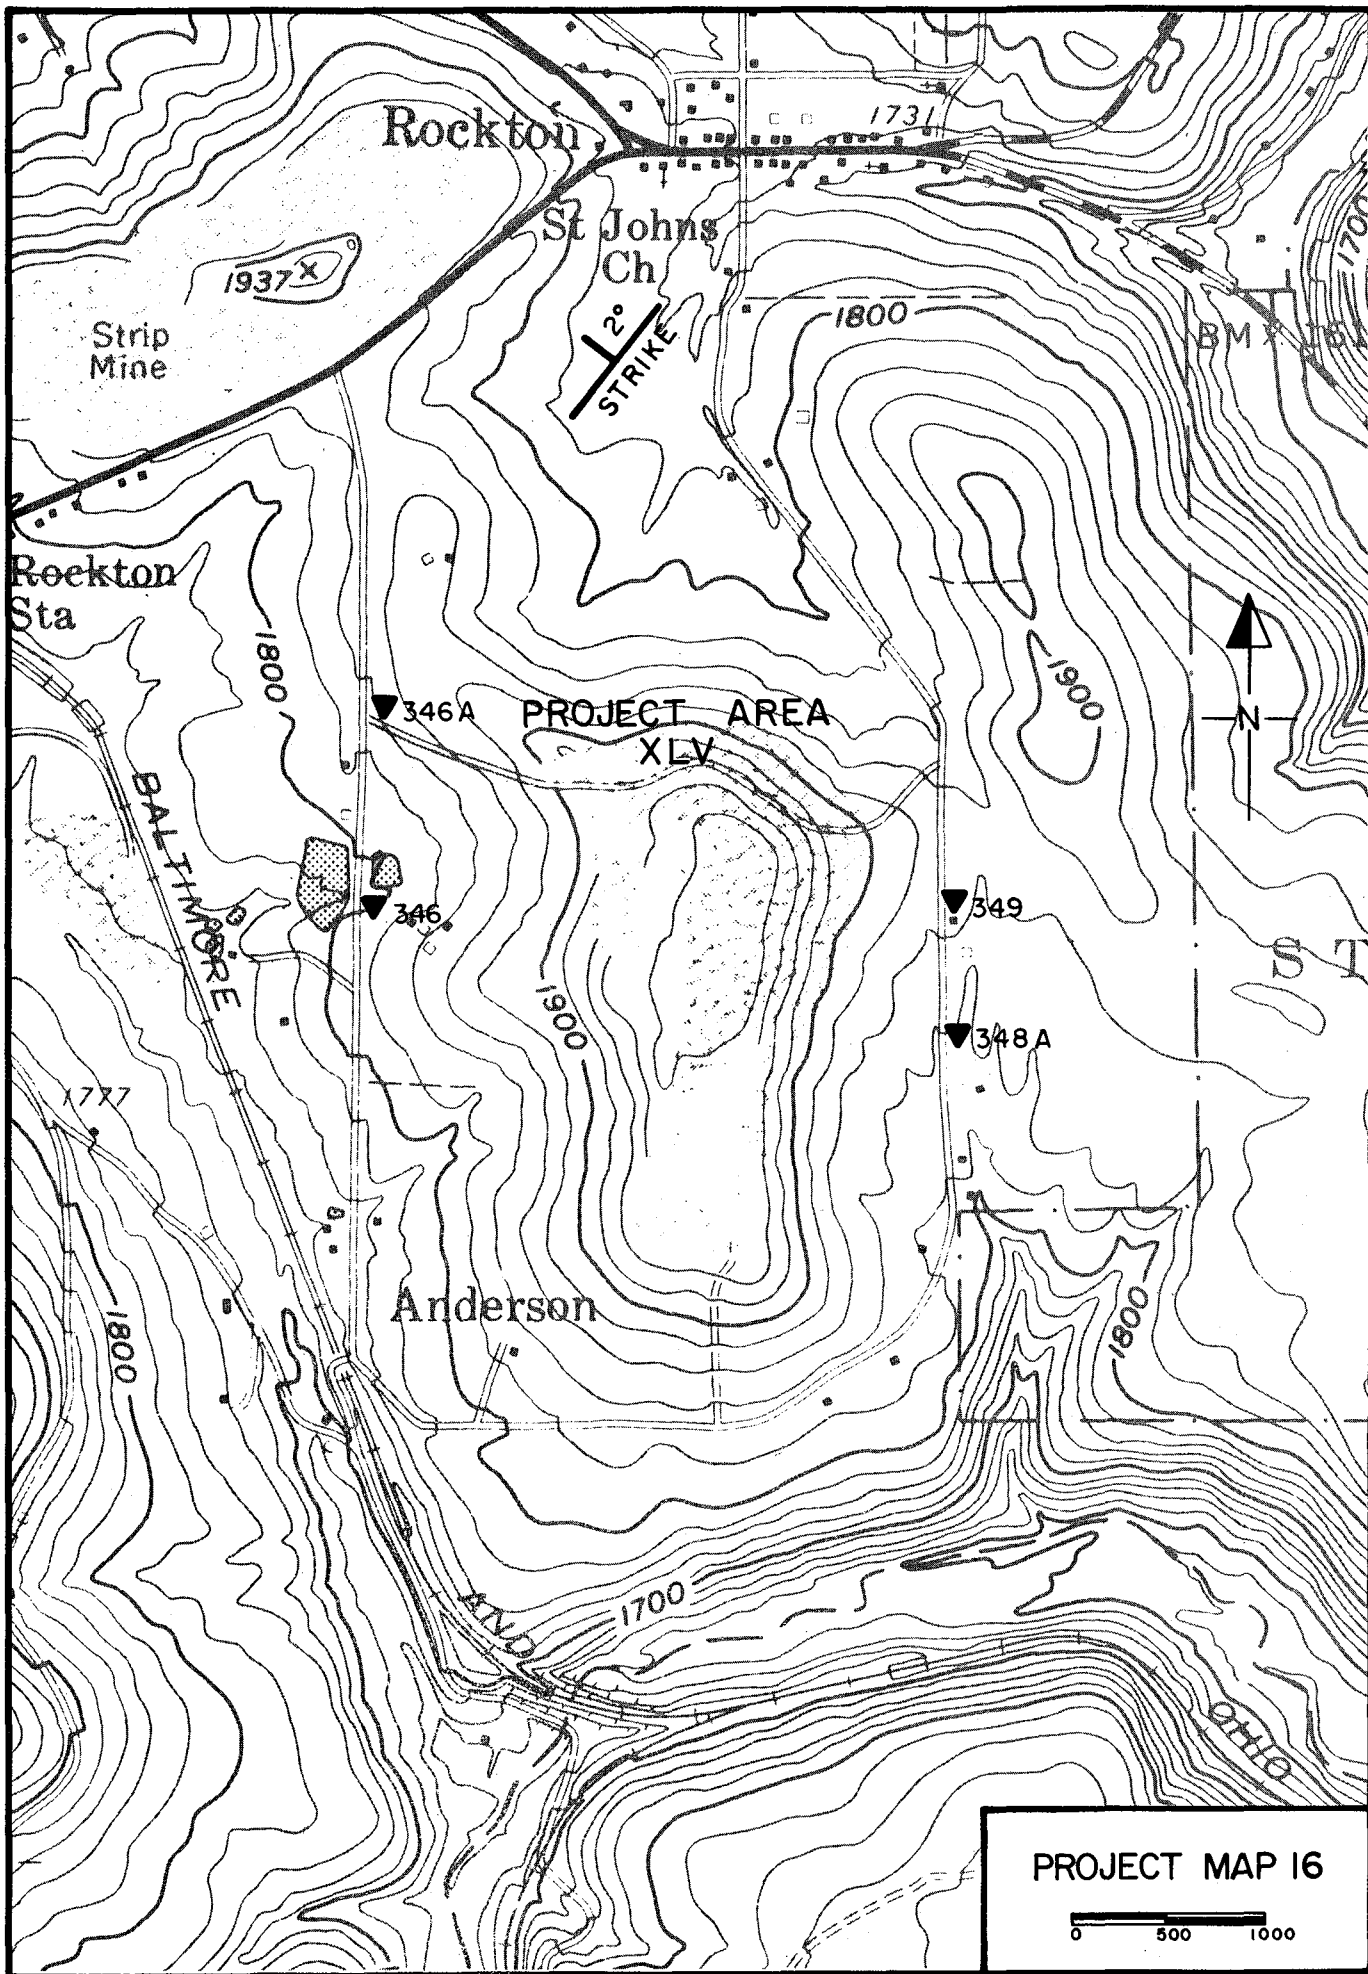 Rockton
1731
St Johns
Ch
1937
Strip
Mine
2°
STRIKE
1800
BM
1700
Rockton
Sta
1800
346A
PROJECT AREA
XLV
1900
N
BALTIMORE
346
349
1900
S T
348A
1777
1800
Anderson
1800
1700
AND
OHIO
PROJECT MAP 16
0 500 1000